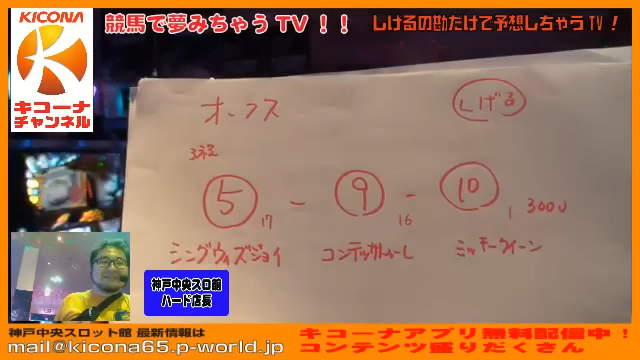 KICONA
競馬で夢みちゃうTV！！
しげるの勘だけで予想しちゃうTV！
キコーナ
チャンネル
オークス
しげる
3連
⑤ - ⑨ - ⑩
17 16 1 3000
シングウィズジョイ コンテッサトゥーレ ミッキークイーン
神戸中央スロ館
ハード店長
神戸中央スロット館 最新情報は
mail@kicona65.p-world.jp
キコーナアプリ無料配信中！
コンテンツ盛りだくさん